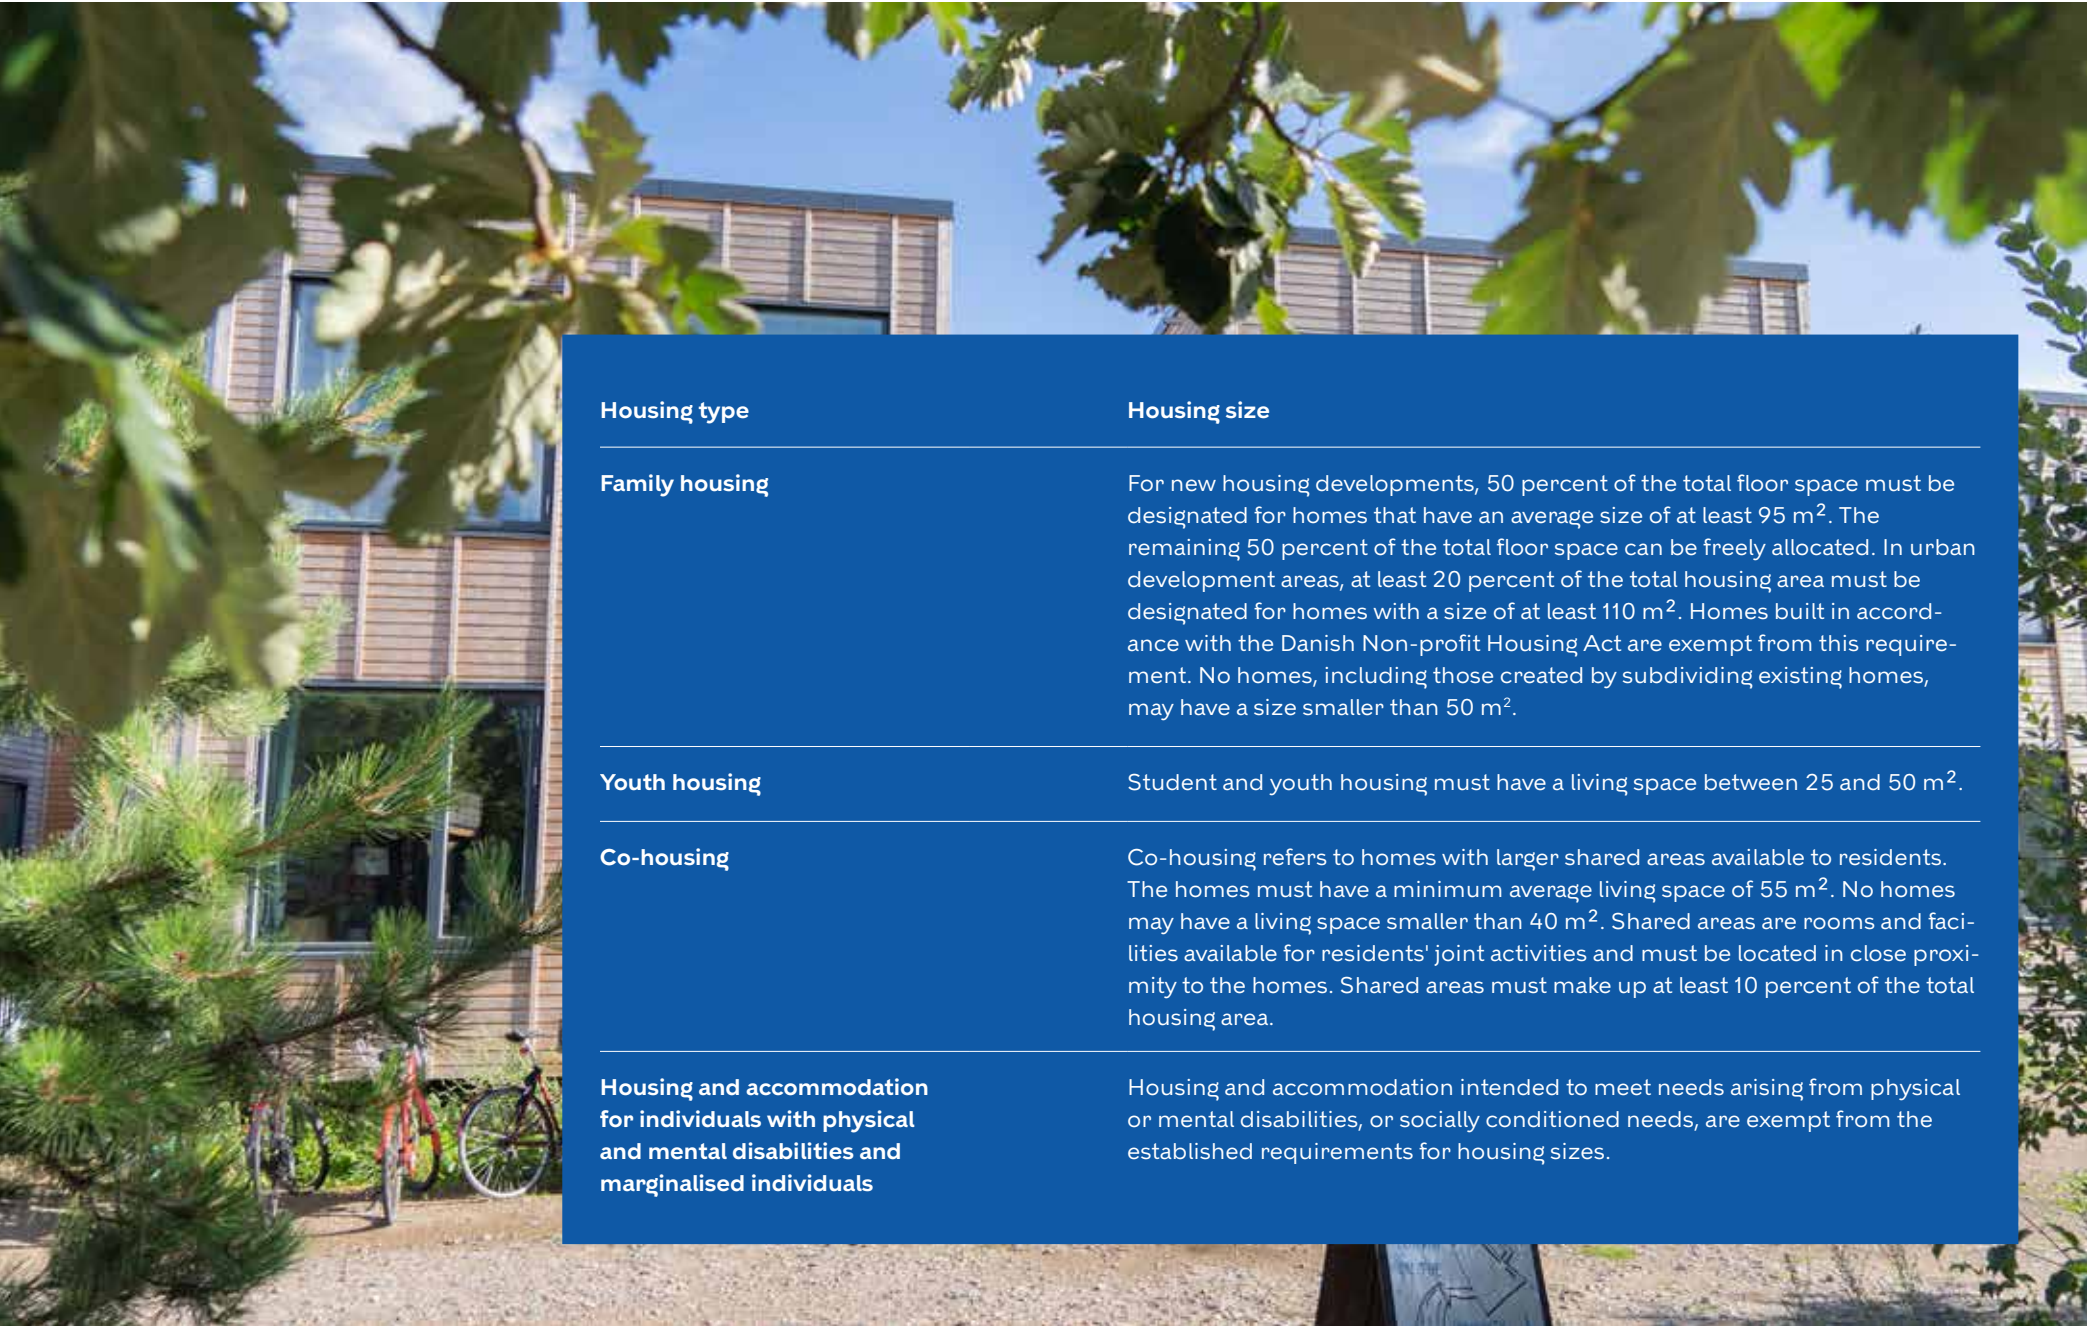 Housing type
Housing size
Family housing
For new housing developments, 50 percent of the total floor space must be
designated for homes that have an average size of at least 95 m². The
remaining 50 percent of the total floor space can be freely allocated. In urban
development areas, at least 20 percent of the total housing area must be
designated for homes with a size of at least 110 m². Homes built in accord-
ance with the Danish Non-profit Housing Act are exempt from this require-
ment. No homes, including those created by subdividing existing homes,
may have a size smaller than 50 m².
Youth housing
Student and youth housing must have a living space between 25 and 50 m².
Co-housing
Co-housing refers to homes with larger shared areas available to residents.
The homes must have a minimum average living space of 55 m². No homes
may have a living space smaller than 40 m². Shared areas are rooms and faci-
lities available for residents' joint activities and must be located in close proxi-
mity to the homes. Shared areas must make up at least 10 percent of the total
housing area.
Housing and accommodation
for individuals with physical
and mental disabilities and
marginalised individuals
Housing and accommodation intended to meet needs arising from physical
or mental disabilities, or socially conditioned needs, are exempt from the
established requirements for housing sizes.